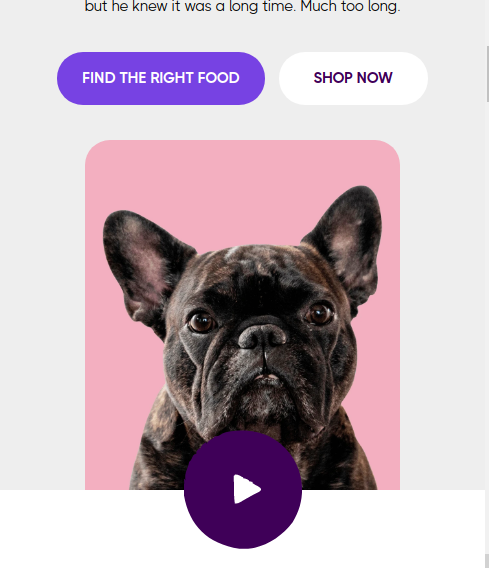 but he knew it was a long time. Much too long.
FIND THE RIGHT FOOD
SHOP NOW